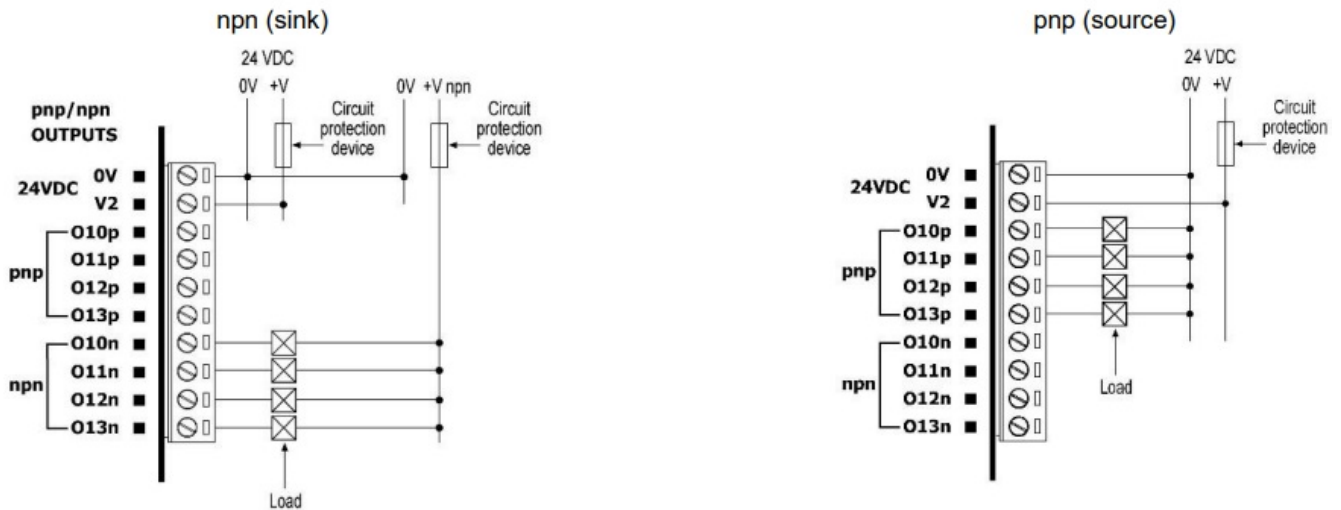 npn (sink)
24 VDC
0V +V
0V +V npn
pnp/npn
OUTPUTS
Circuit
protection
device
Circuit
protection
device
24VDC
0V
V2
pnp
O10p
O11p
O12p
O13p
npn
O10n
O11n
O12n
O13n
Load
pnp (source)
24 VDC
0V +V
Circuit
protection
device
24VDC
0V
V2
pnp
O10p
O11p
O12p
O13p
npn
O10n
O11n
O12n
O13n
Load